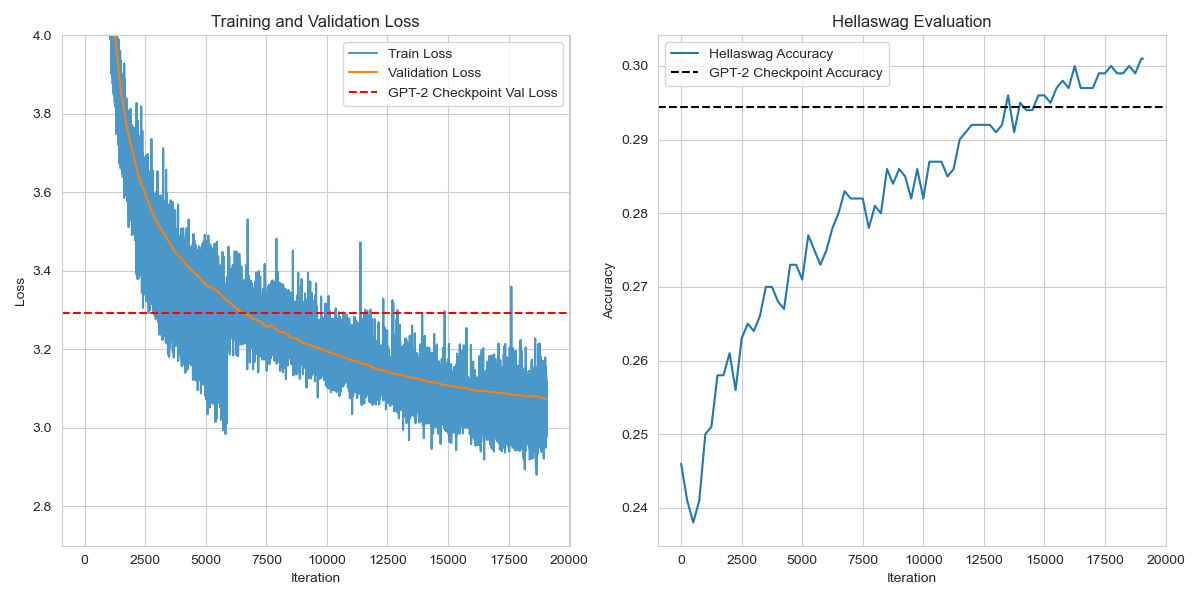 Training and Validation Loss
4.0
3.8
3.6
3.4
3.2
3.0
2.8
Loss
Train Loss
Validation Loss
GPT-2 Checkpoint Val Loss
0
2500
5000
7500
10000
12500
15000
17500
20000
Iteration
Hellaswag Evaluation
0.30
0.29
0.28
0.27
0.26
0.25
0.24
Accuracy
Hellaswag Accuracy
GPT-2 Checkpoint Accuracy
0
2500
5000
7500
10000
12500
15000
17500
20000
Iteration